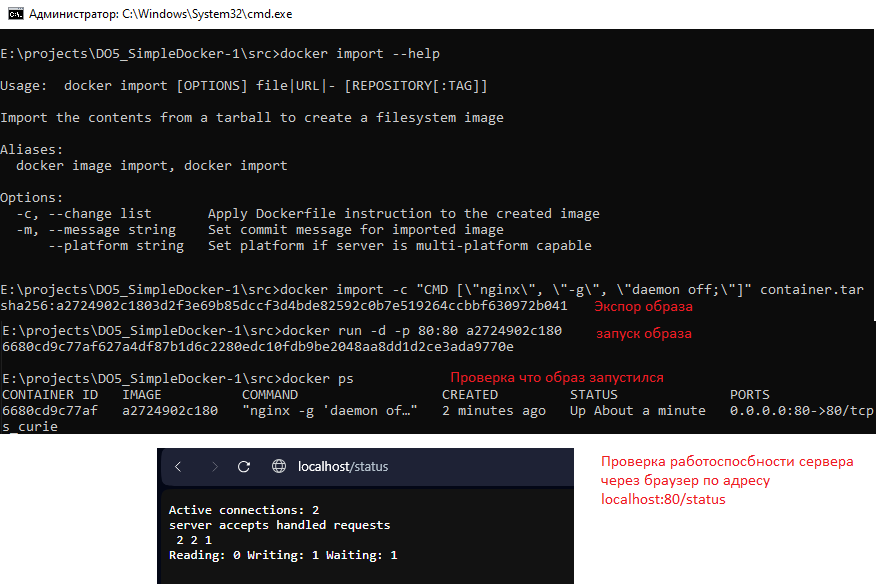 Администратор: C:\Windows\System32\cmd.exe
E:\projects\DO5_SimpleDocker-1\src>docker import --help
Usage:  docker import [OPTIONS] file|URL|- [REPOSITORY[:TAG]]
Import the contents from a tarball to create a filesystem image
Aliases:
  docker image import, docker import
Options:
  -c, --change list       Apply Dockerfile instruction to the created image
  -m, --message string    Set commit message for imported image
      --platform string   Set platform if server is multi-platform capable
E:\projects\DO5_SimpleDocker-1\src>docker import -c "CMD [\"nginx\", \"-g\", \"daemon off;\"]" container.tar
sha256:a2724902c1803d2f3e69b85dccf3d4bde82592c0b7e519264ccbbf630972b041 Экспор образа
E:\projects\DO5_SimpleDocker-1\src>docker run -d -p 80:80 a2724902c180 запуск образа
6680cd9c77af627a4df87b1d6c2280edc10fdb9be2048aa8dd1d2ce3ada9770e
E:\projects\DO5_SimpleDocker-1\src>docker ps Проверка что образ запустился
CONTAINER ID   IMAGE          COMMAND                  CREATED         STATUS              PORTS
6680cd9c77af   a2724902c180   "nginx -g 'daemon of…"   2 minutes ago   Up About a minute   0.0.0.0:80->80/tcp
s_curie
localhost/status
Active connections: 2
server accepts handled requests
 2 2 1
Reading: 0 Writing: 1 Waiting: 1
Проверка работоспосбности сервера
через браузер по адресу
localhost:80/status